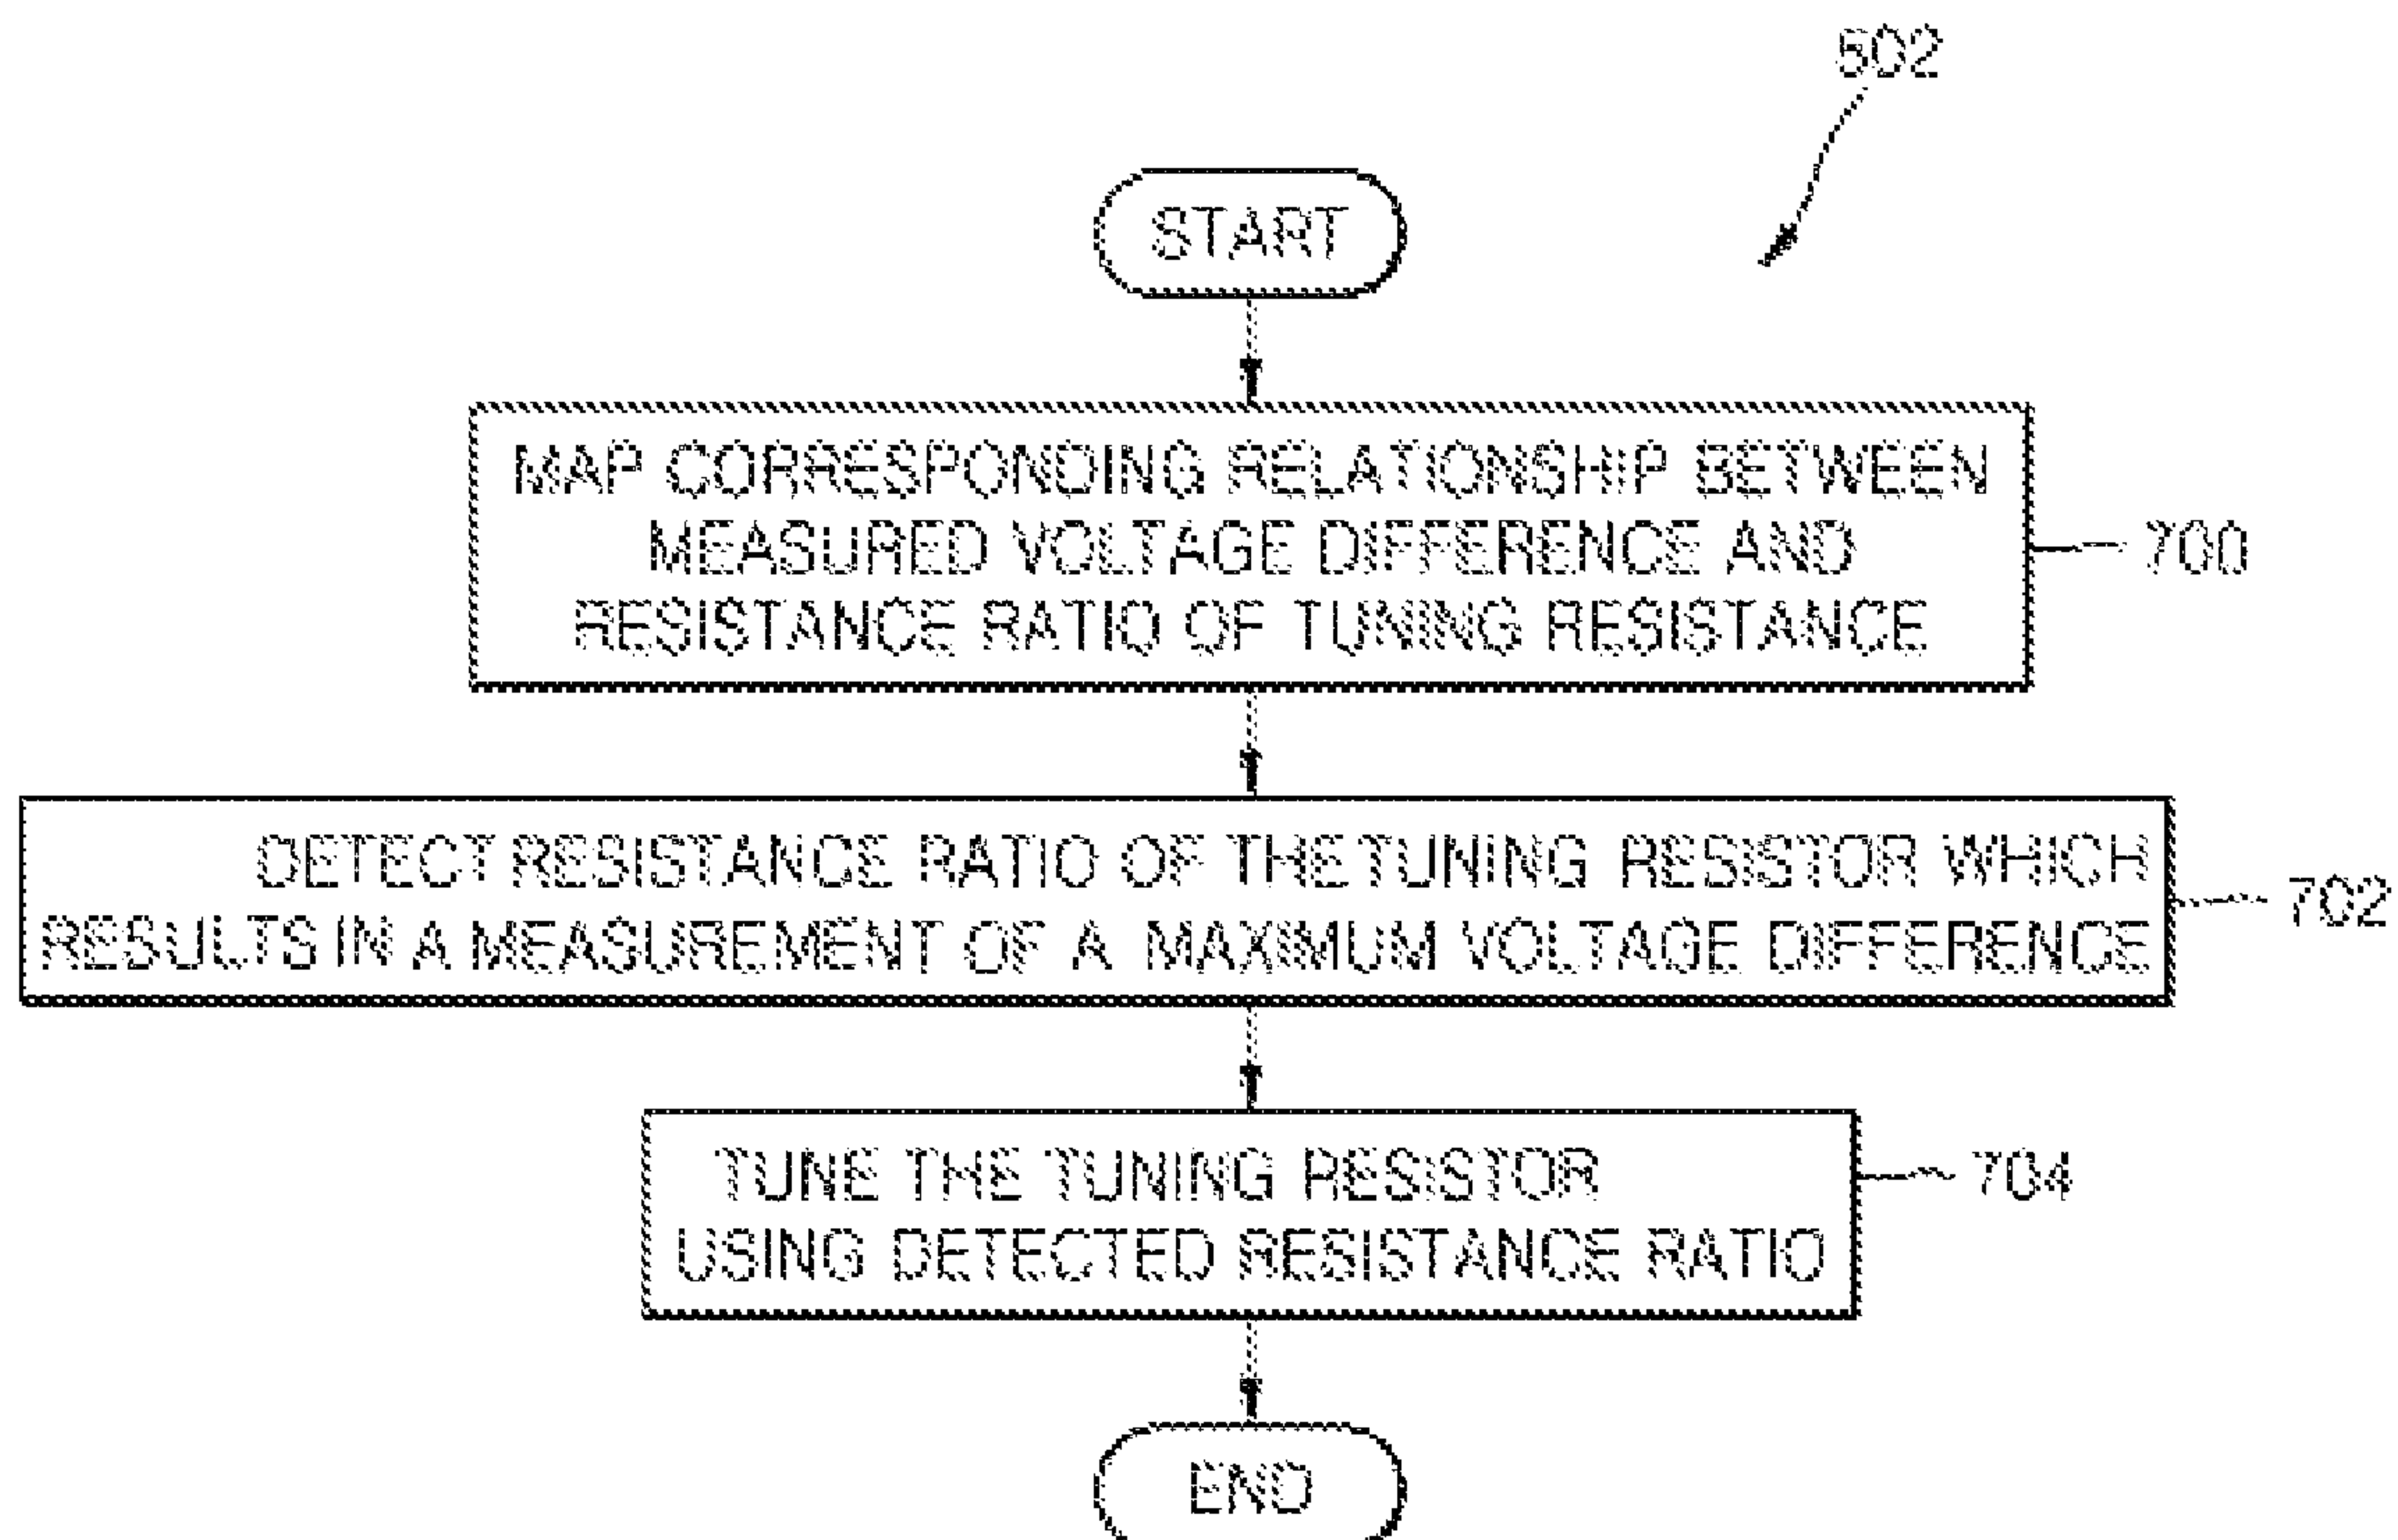 502
START
MAP CORRESPONDING RELATIONSHIP BETWEEN
MEASURED VOLTAGE DIFFERENCE AND
RESISTANCE RATIO OF TUNING RESISTANCE
700
DETECT RESISTANCE RATIO OF THE TUNING RESISTOR WHICH
RESULTS IN A MEASUREMENT OF A MAXIMUM VOLTAGE DIFFERENCE
702
TUNE THE TUNING RESISTOR
USING DETECTED RESISTANCE RATIO
704
END